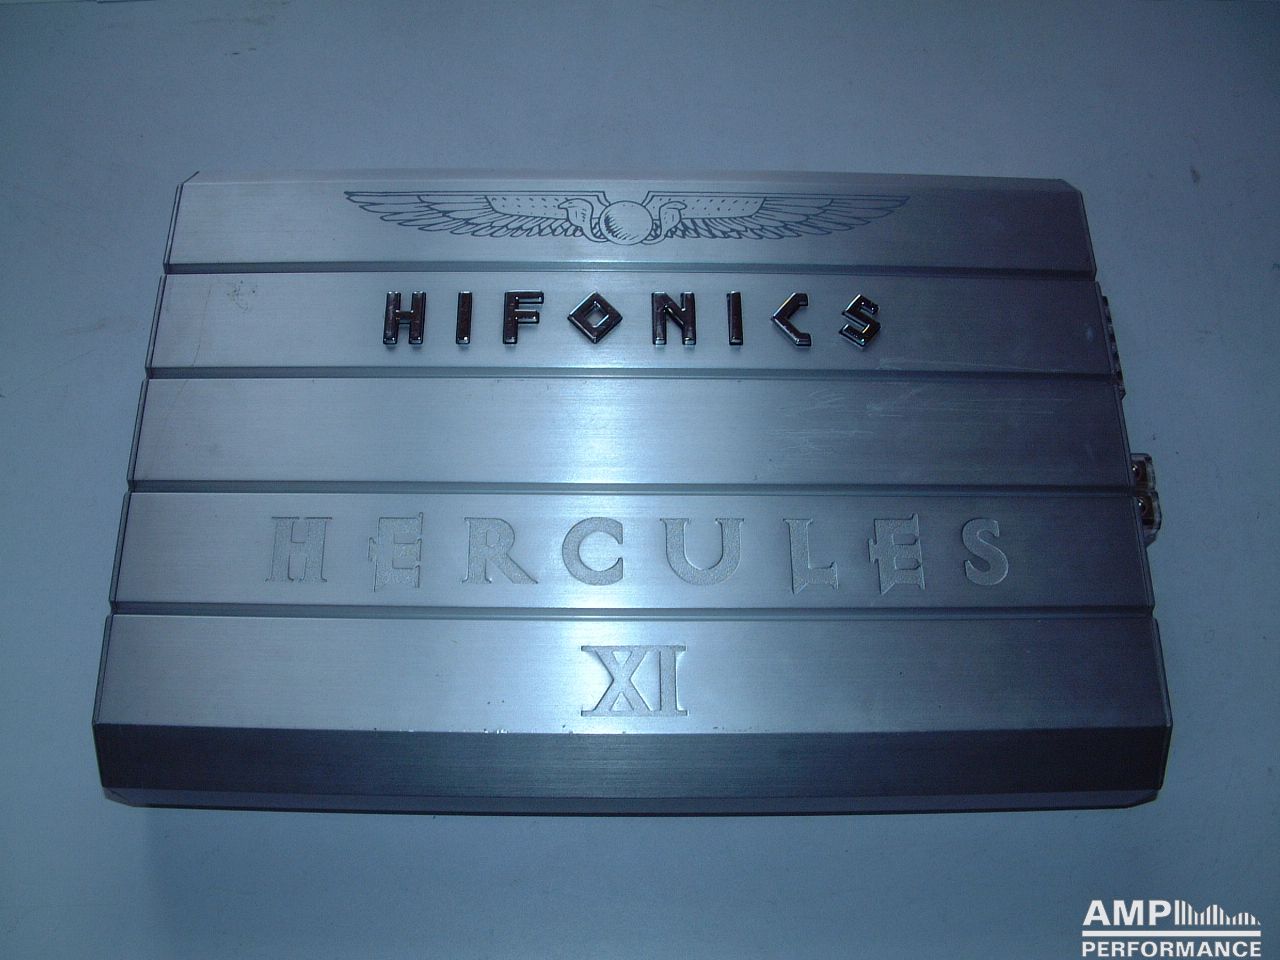 HIFONICS
HERCULES
XI
AMP
PERFORMANCE